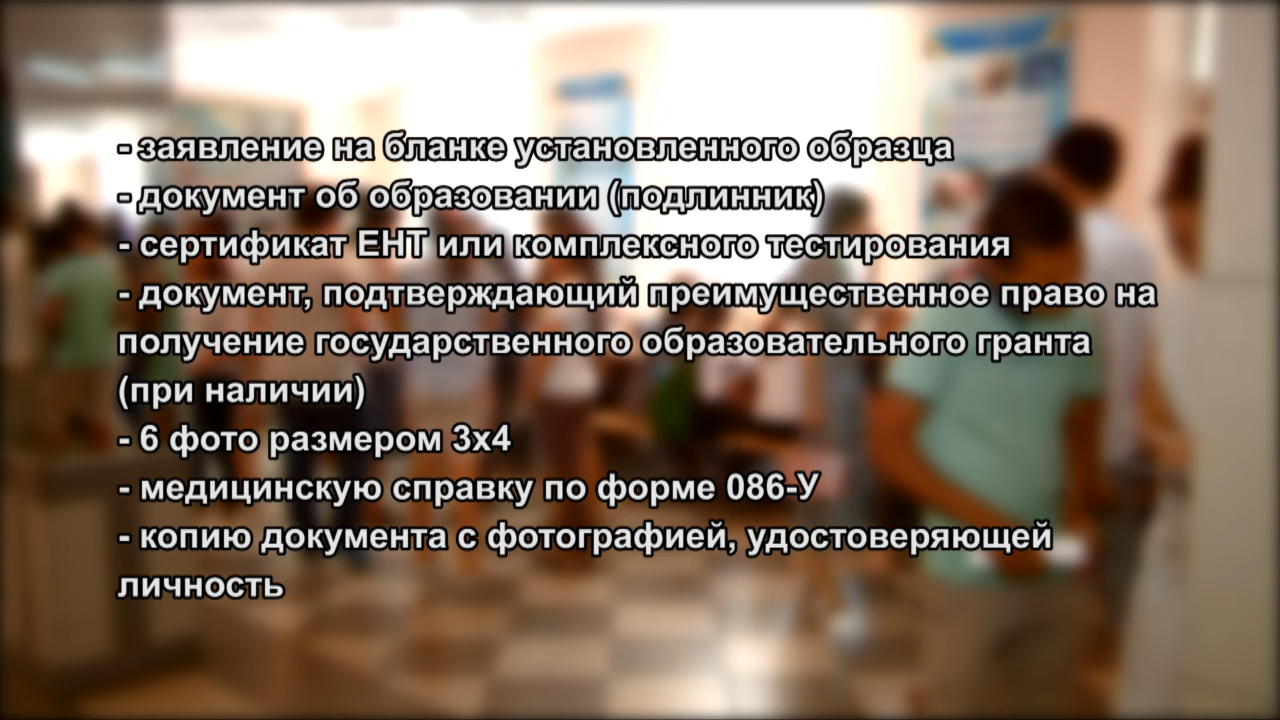 - заявление на бланке установленного образца
- документ об образовании (подлинник)
- сертификат ЕНТ или комплексного тестирования
- документ, подтверждающий преимущественное право на
получение государственного образовательного гранта
(при наличии)
- 6 фото размером 3х4
- медицинскую справку по форме 086-У
- копию документа с фотографией, удостоверяющей
личность